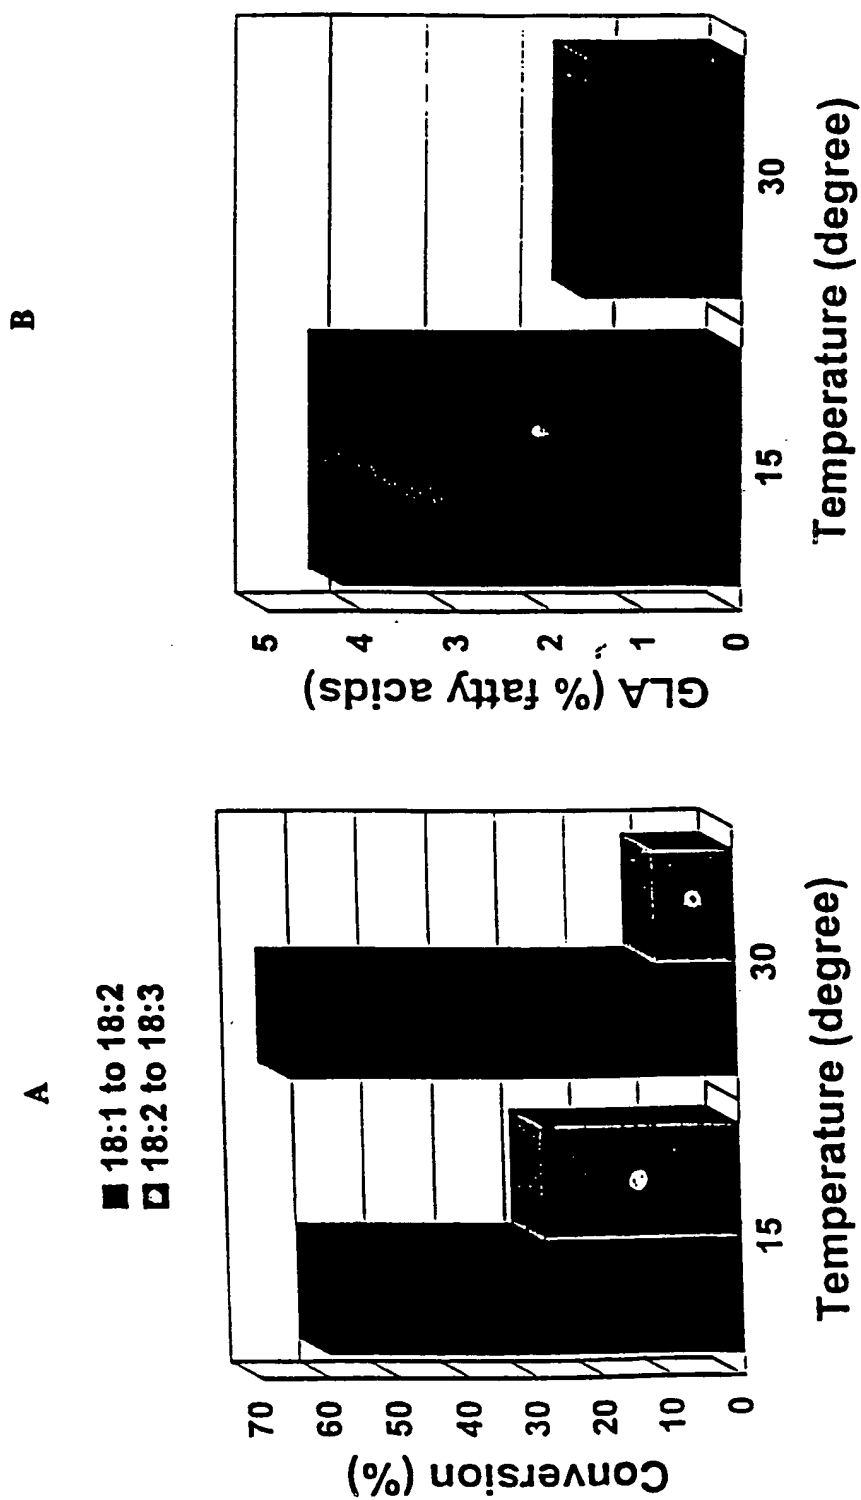 A
■ 18:1 to 18:2
18:2 to 18:3
Conversion (%)
70
60
50
40
30
20
10
0
15
30
Temperature (degree)
B
GLA (% fatty acids)
5
4
3
2
1
0
15
30
Temperature (degree)